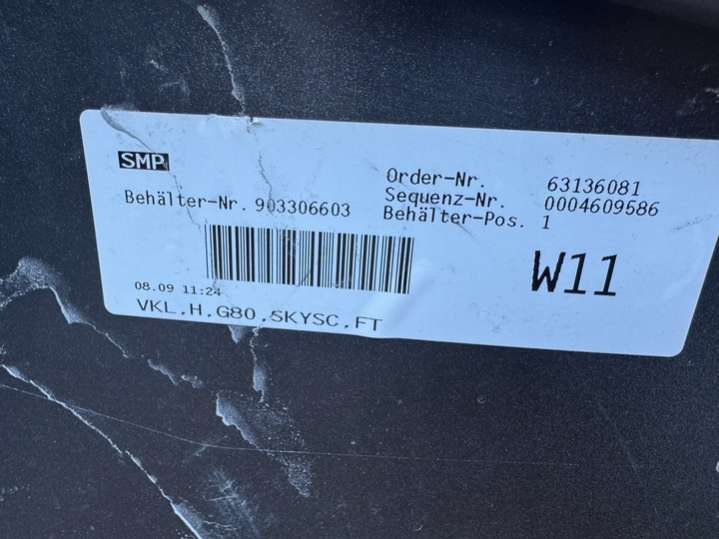 SMP
Order-Nr. 63136081
Sequenz-Nr. 0004609586
Behälter-Nr. 903306603
Behälter-Pos. 1
W11
08.09 11:24
VKL,H,G80,SKYSC,FT